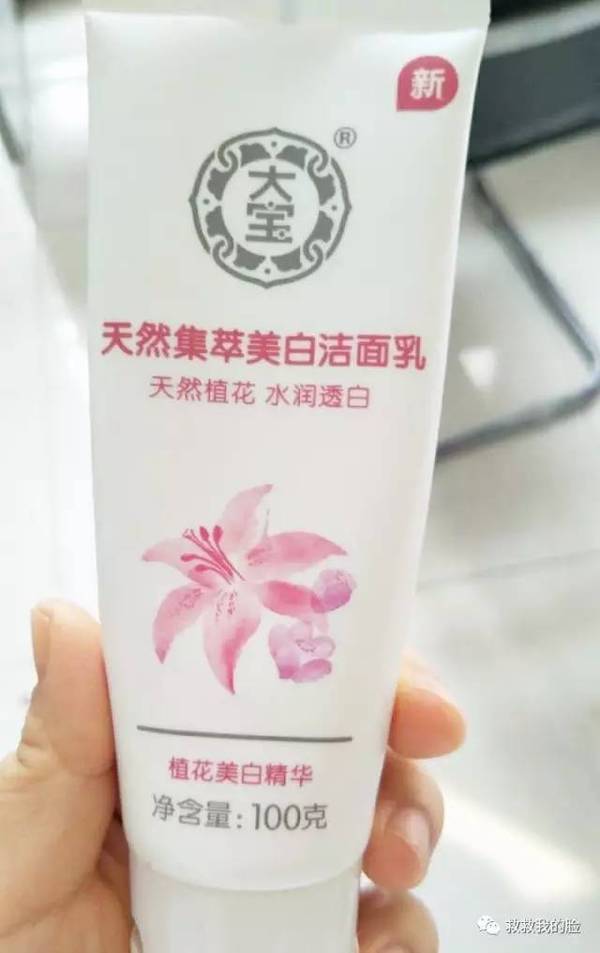 新
大宝
®
天然集萃美白洁面乳
天然植花 水润透白
植花美白精华
净含量：100克
救救我的脸